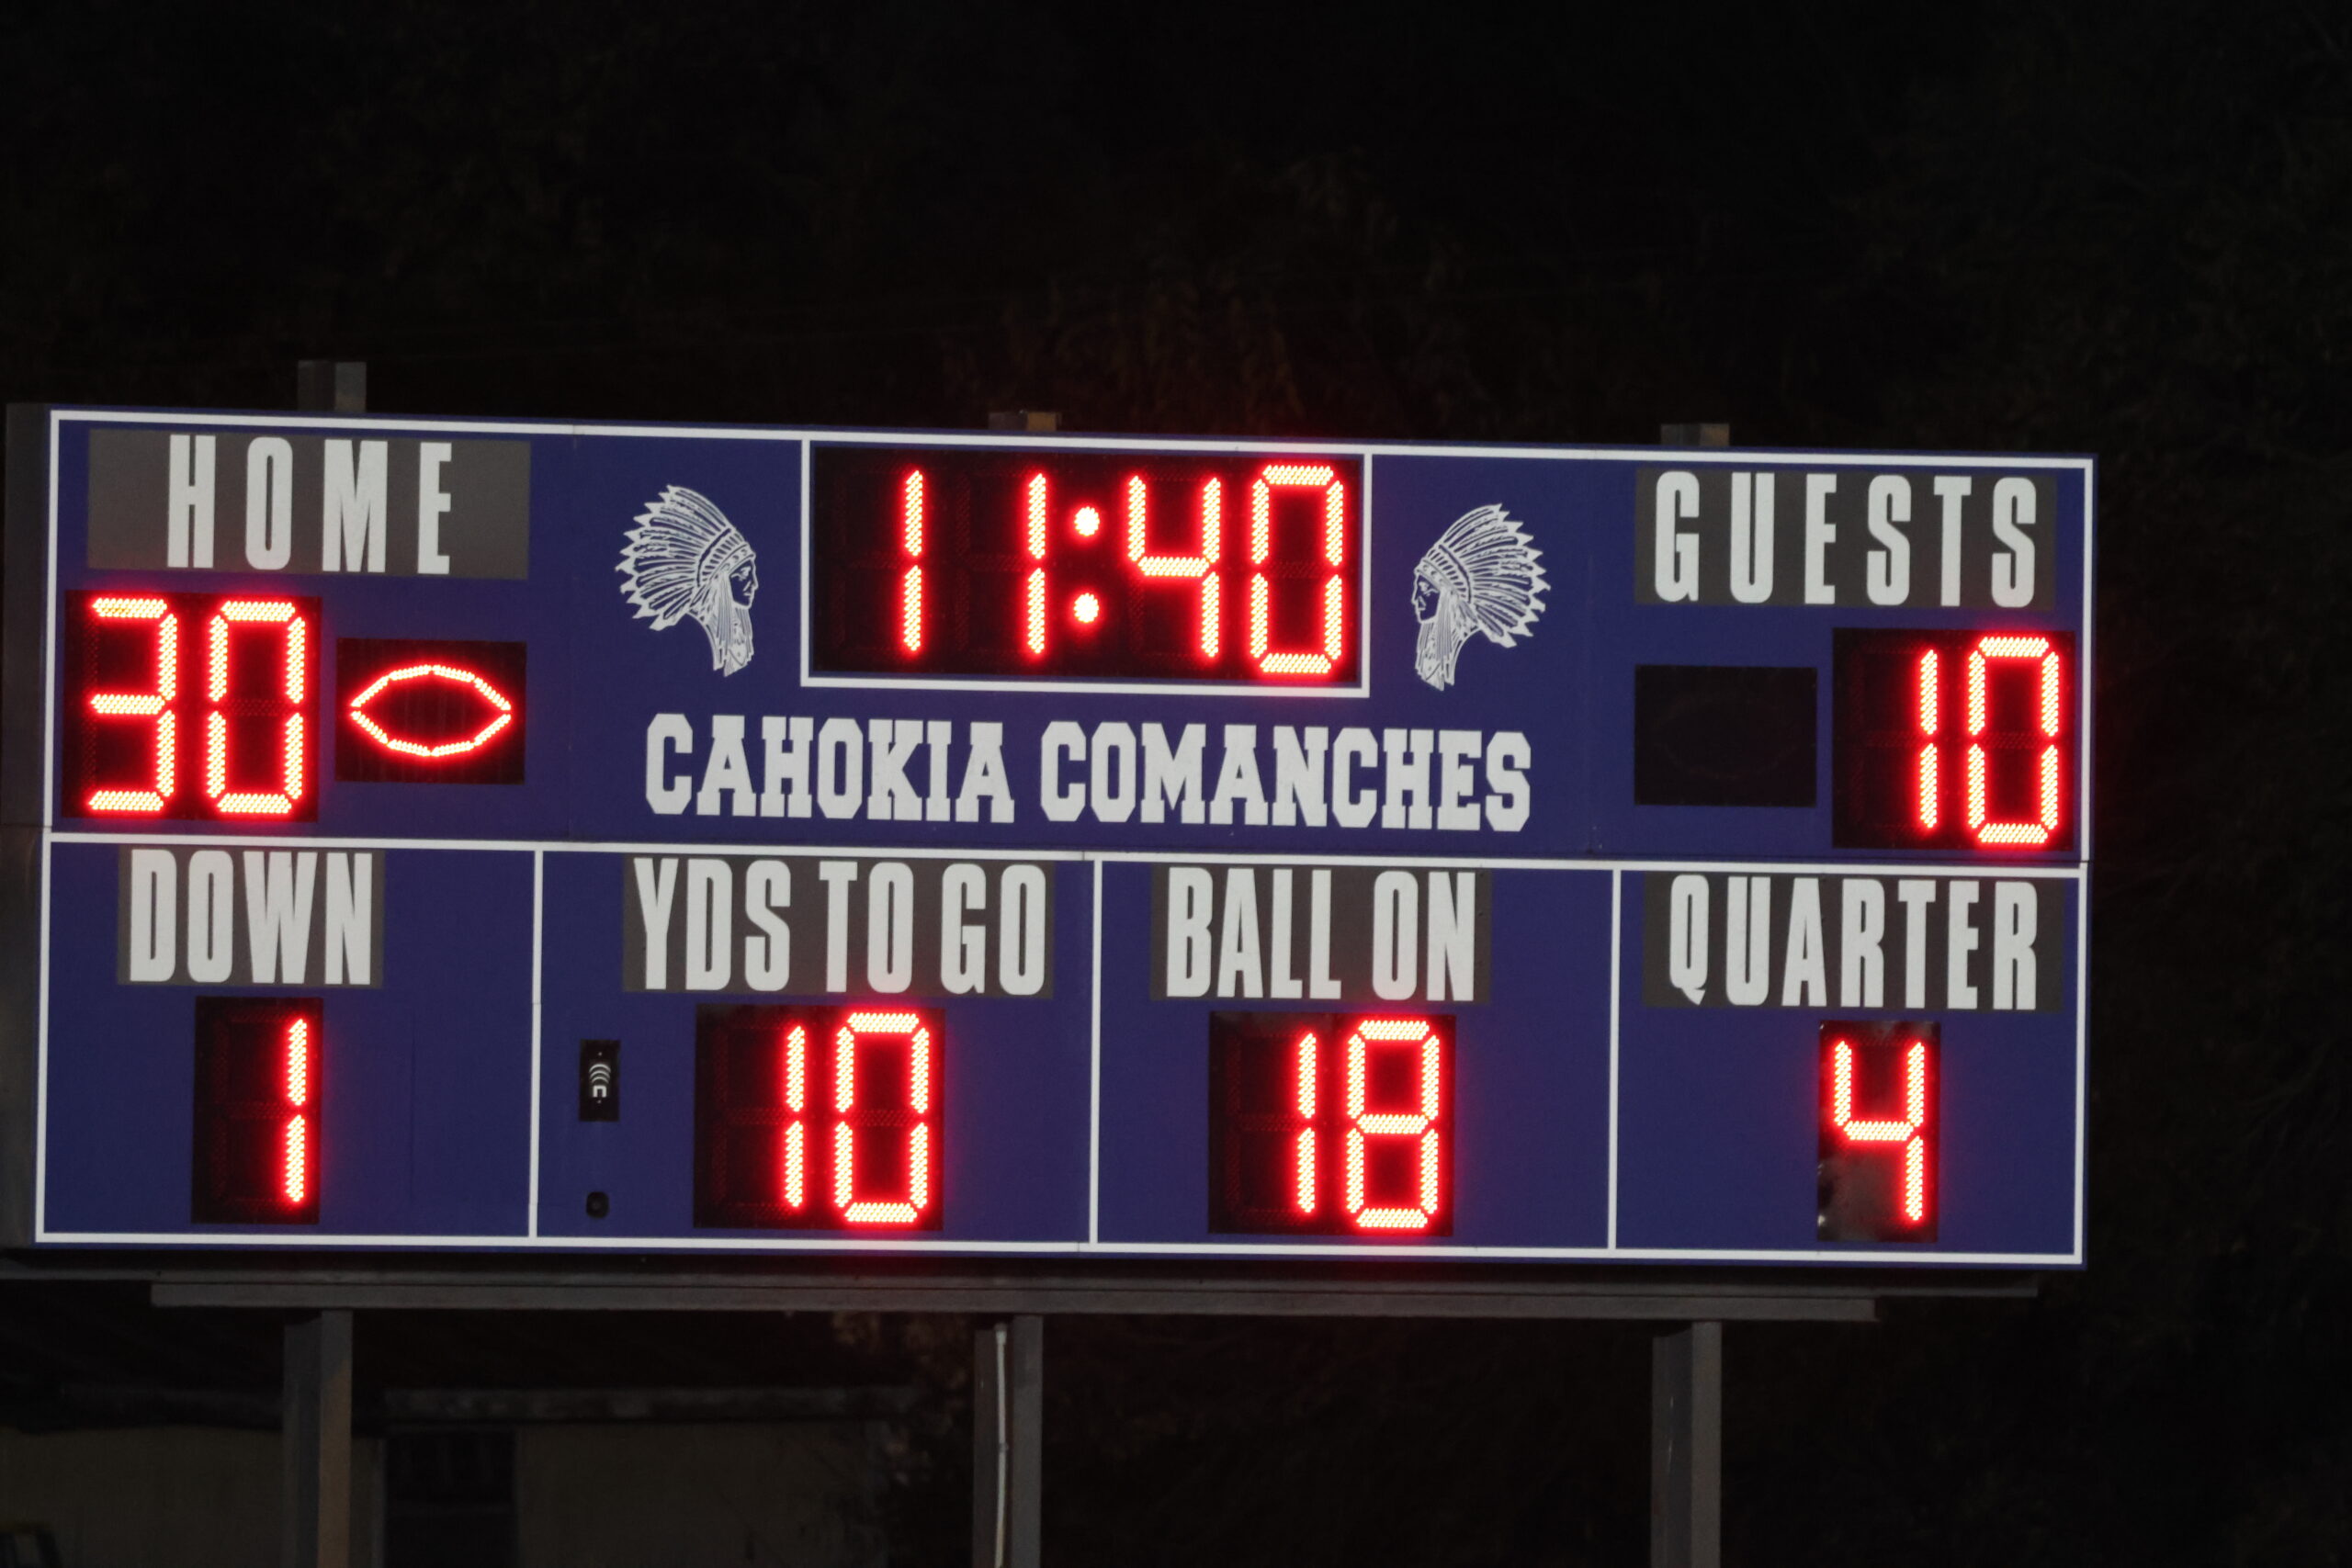 HOME
11:40
GUESTS
30
10
CAHOKIA COMANCHES
DOWN
YDS TO GO
BALL ON
QUARTER
1
10
18
4